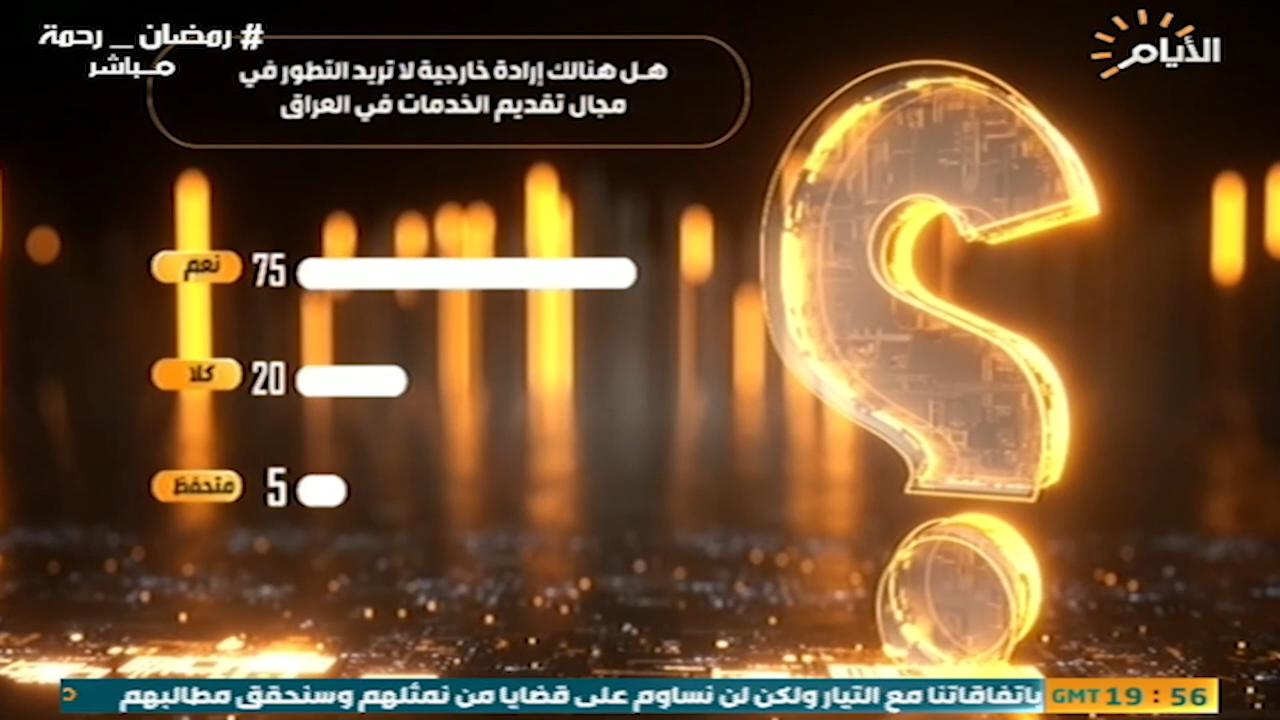 # رمضان _ رحمة
مباشر
الأيام
هل هنالك إرادة خارجية لا تريد التطور في
مجال تقديم الخدمات في العراق
نعم 75
كلا 20
متحفظ 5
باتفاقاتنا مع التيار ولكن لن نساوم على قضايا من نمثلهم وسنحقق مطالبهم
GMT 19 : 56